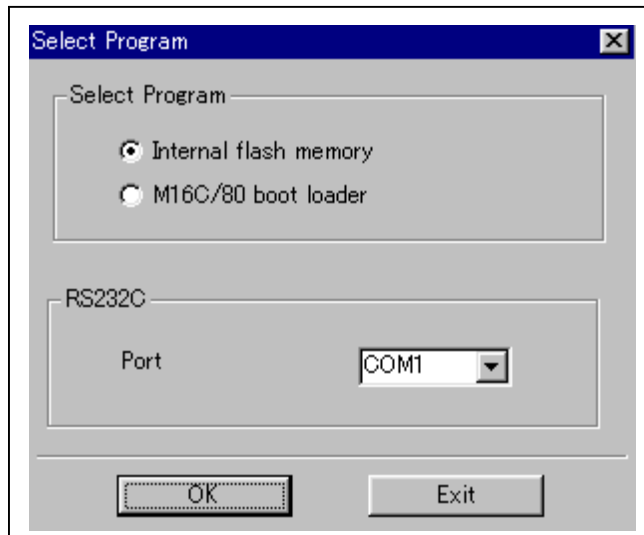 Select Program
Select Program
Internal flash memory
M16C/80 boot loader
RS232C
Port COM1
OK Exit